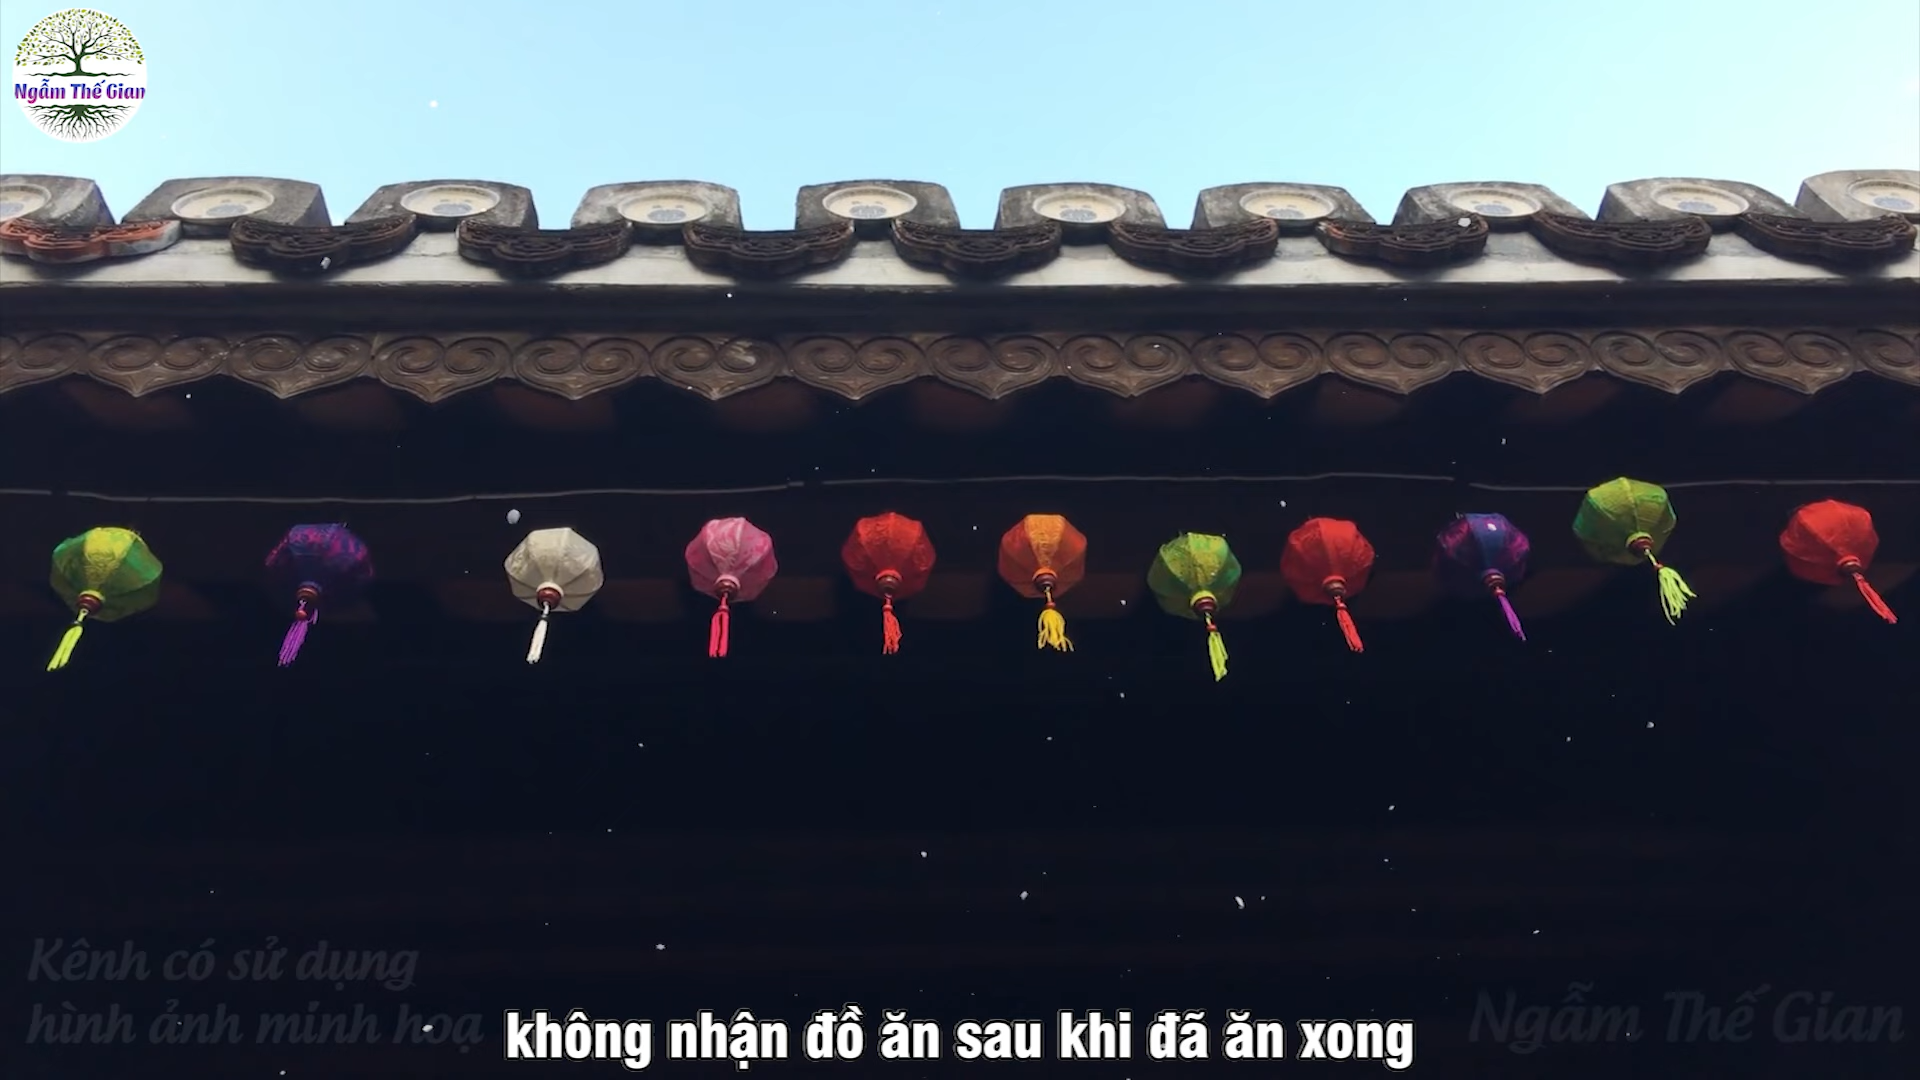 Ngẫm Thế Gian
Kênh có sử dụng
hình ảnh minh hoạ
Ngẫm Thế Gian
không nhận đồ ăn sau khi đã ăn xong